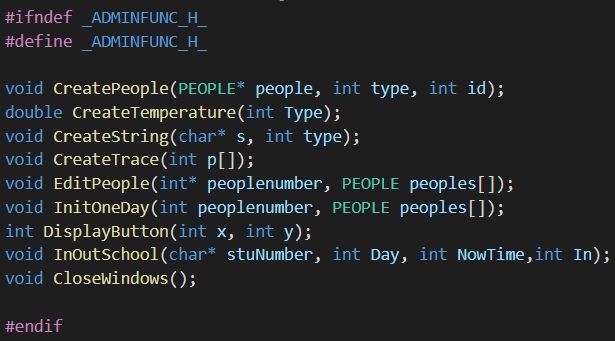 #ifndef _ADMINFUNC_H_
#define _ADMINFUNC_H_
void CreatePeople(PEOPLE* people, int type, int id);
double CreateTemperature(int Type);
void CreateString(char* s, int type);
void CreateTrace(int p[]);
void EditPeople(int* peoplenumber, PEOPLE peoples[]);
void InitOneDay(int peoplenumber, PEOPLE peoples[]);
int DisplayButton(int x, int y);
void InOutSchool(char* stuNumber, int Day, int NowTime,int In);
void CloseWindows();
#endif